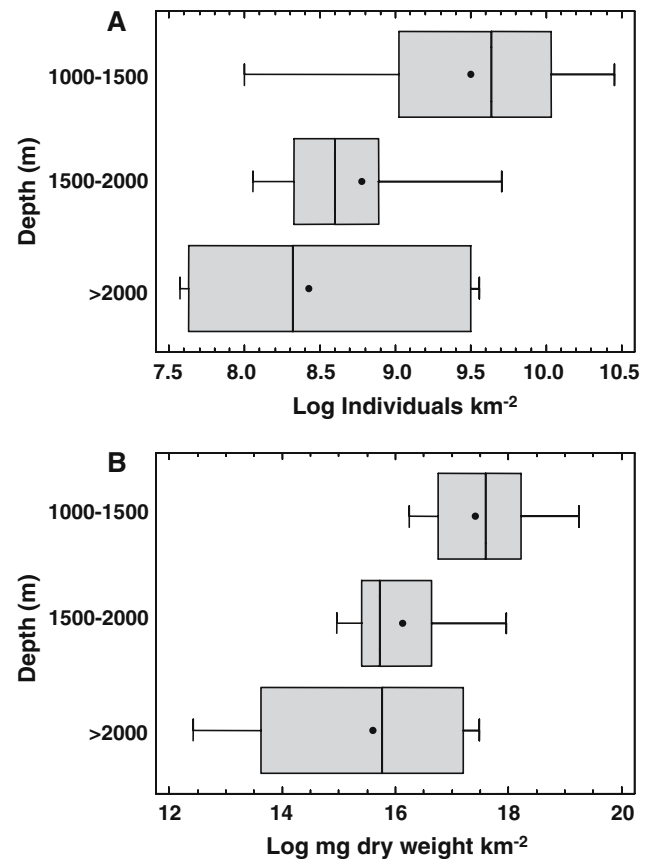 A
1000-1500
1500-2000
>2000
Depth (m)
7.5 8.0 8.5 9.0 9.5 10.0 10.5
Log Individuals km-2
B
1000-1500
1500-2000
>2000
Depth (m)
12 14 16 18 20
Log mg dry weight km-2